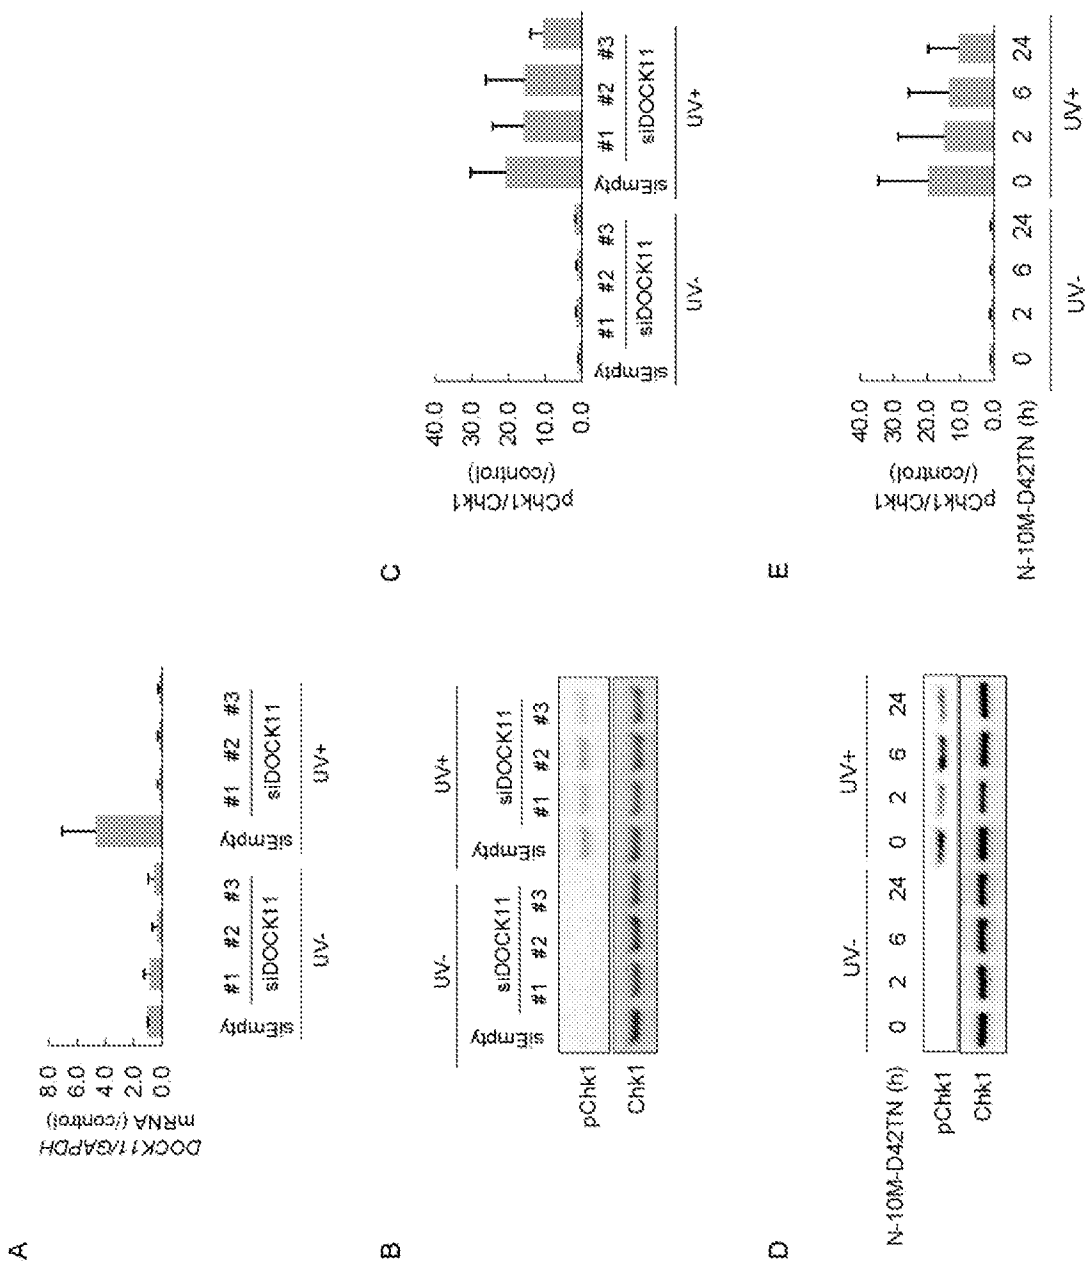 A
DOCK11/GAPDH
mRNA (/control)
8.0
6.0
4.0
2.0
0.0
siEmpty #1 #2 #3 siEmpty #1 #2 #3
siDOCK11 siDOCK11
UV- UV+
B
UV- UV+
siDOCK11 siDOCK11
siEmpty #1 #2 #3 siEmpty #1 #2 #3
pChk1
Chk1
C
pChk1/Chk1
(/control)
40.0
30.0
20.0
10.0
0.0
siEmpty #1 #2 #3 siEmpty #1 #2 #3
siDOCK11 siDOCK11
UV- UV+
D
UV- UV+
N-10M-D42TN (h) 0 2 6 24 0 2 6 24
pChk1
Chk1
E
pChk1/Chk1
(/control)
40.0
30.0
20.0
10.0
0.0
N-10M-D42TN (h) 0 2 6 24 0 2 6 24
UV- UV+